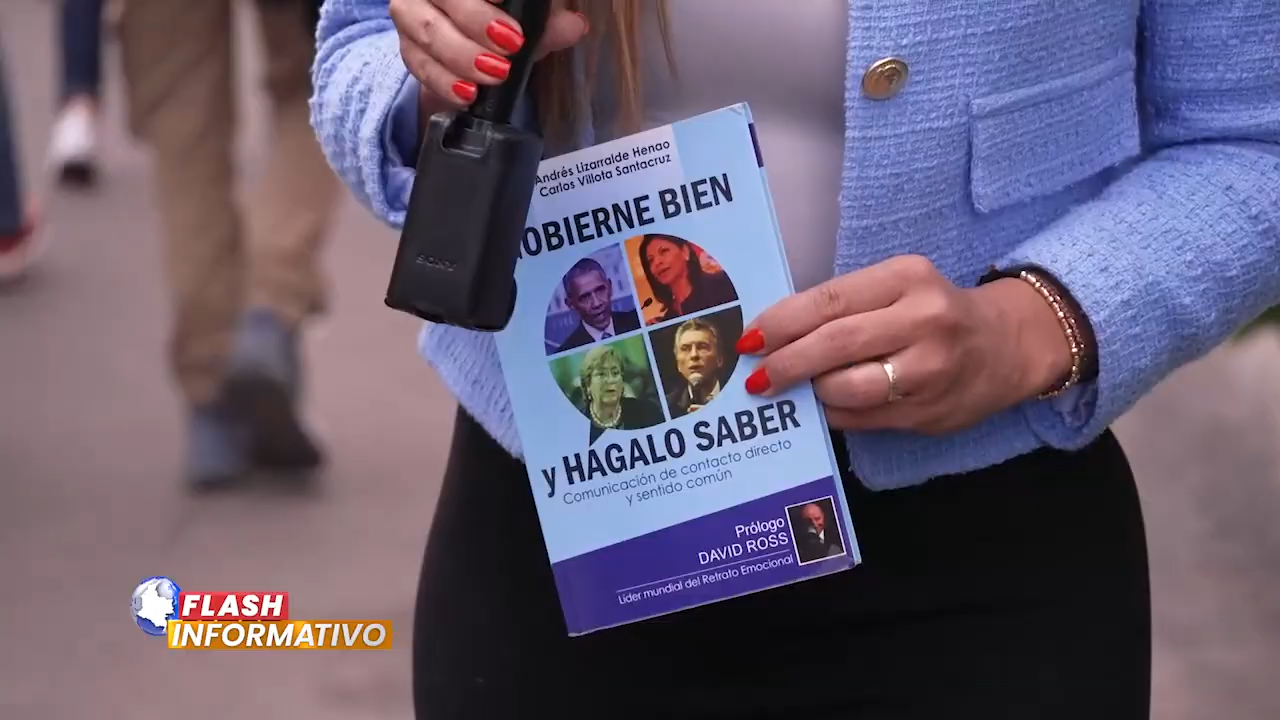 Andrés Lizarralde Henao
Carlos Villota Santacruz
OBIERNE BIEN
y HAGALO SABER
Comunicación de contacto directo
y sentido común
Prólogo
DAVID ROSS
Líder mundial del Retrato Emocional
SONY
FLASH
INFORMATIVO